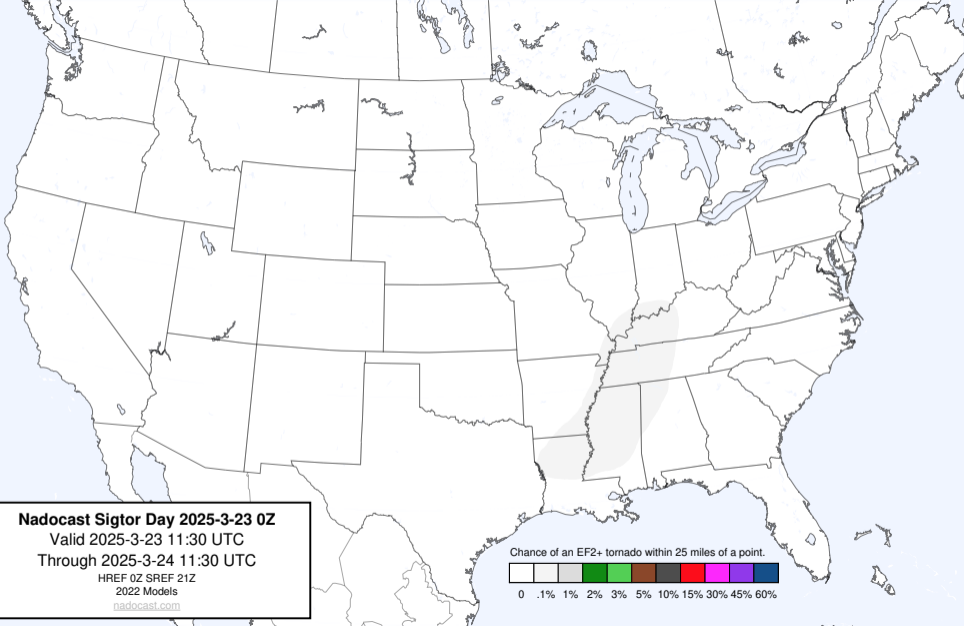 Nadocast Sigtor Day 2025-3-23 0Z
Valid 2025-3-23 11:30 UTC
Through 2025-3-24 11:30 UTC
HREF 0Z SREF 21Z
2022 Models
nadocast.com
Chance of an EF2+ tornado within 25 miles of a point.
0 .1% 1% 2% 3% 5% 10% 15% 30% 45% 60%